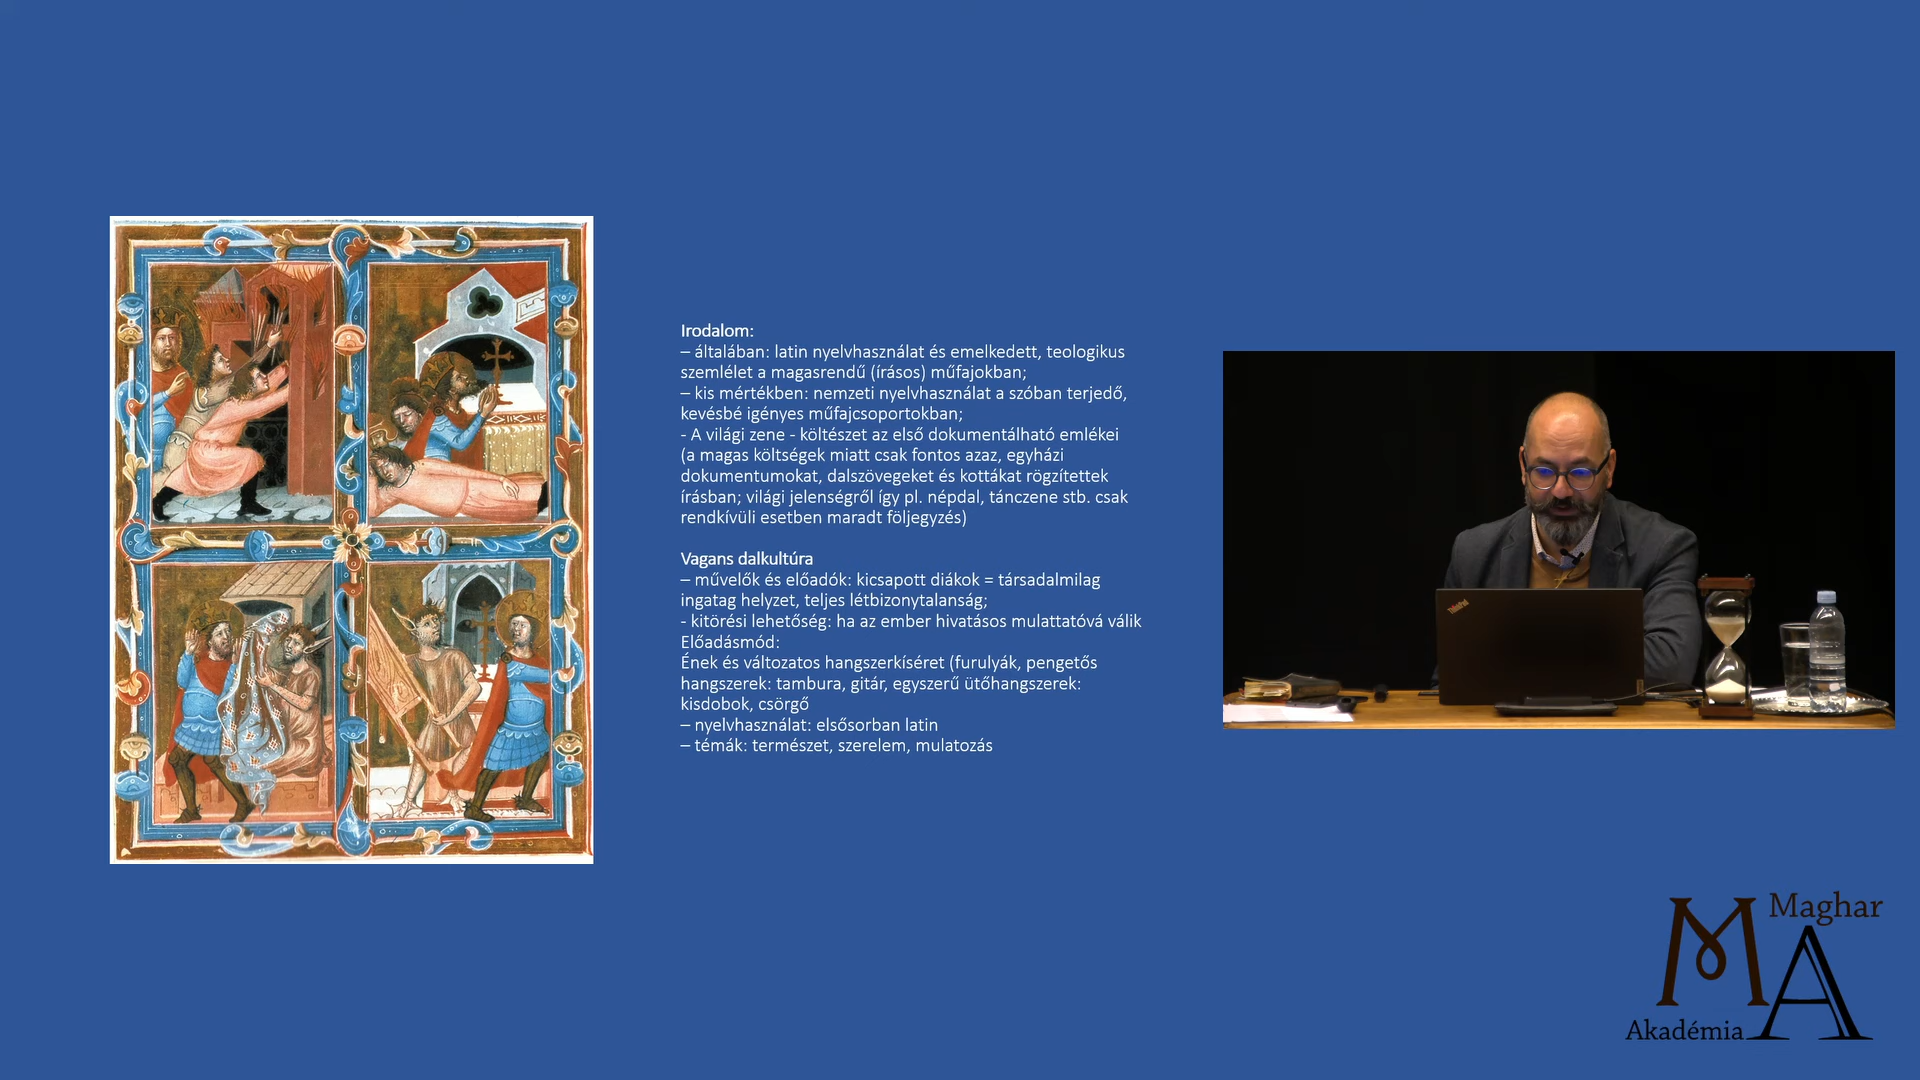 Irodalom:
– általában: latin nyelvhasználat és emelkedett, teologikus
szemlélet a magasrendű (írásos) műfajokban;
– kis mértékben: nemzeti nyelvhasználat a szóban terjedő,
kevésbé igényes műfajcsoportokban;
- A világi zene - költészet az első dokumentálható emlékei
(a magas költségek miatt csak fontos azaz, egyházi
dokumentumokat, dalszövegeket és kottákat rögzítettek
írásban; világi jelenségről így pl. népdal, tánczene stb. csak
rendkívüli esetben maradt följegyzés)
Vagans dalkultúra
– művelők és előadók: kicsapott diákok = társadalmilag
ingatag helyzet, teljes létbizonytalanság;
- kitörési lehetőség: ha az ember hivatásos mulattatóvá válik
Előadásmód:
Ének és változatos hangszerkíséret (furulyák, pengetős
hangszerek: tambura, gitár, egyszerű ütőhangszerek:
kisdobok, csörgő
– nyelvhasználat: elsősorban latin
– témák: természet, szerelem, mulatozás
ThinkPad
Maghar
MA
Akadémia